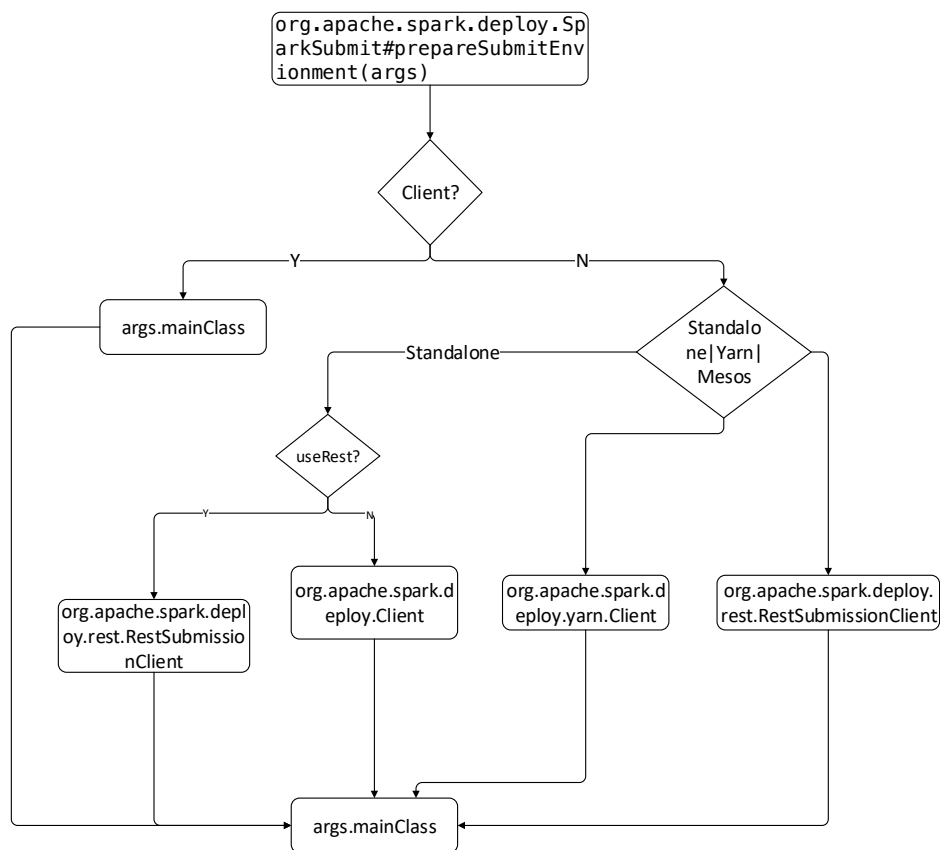 org.apache.spark.deploy.Sp
arkSubmit#prepareSubmitEnv
ionment(args)
Client?
Y
N
args.mainClass
Standalo
ne|Yarn|
Mesos
Standalone
useRest?
Y
N
org.apache.spark.depl
oy.rest.RestSubmissio
nClient
org.apache.spark.d
eploy.Client
org.apache.spark.d
eploy.yarn.Client
org.apache.spark.deploy.
rest.RestSubmissionClient
args.mainClass